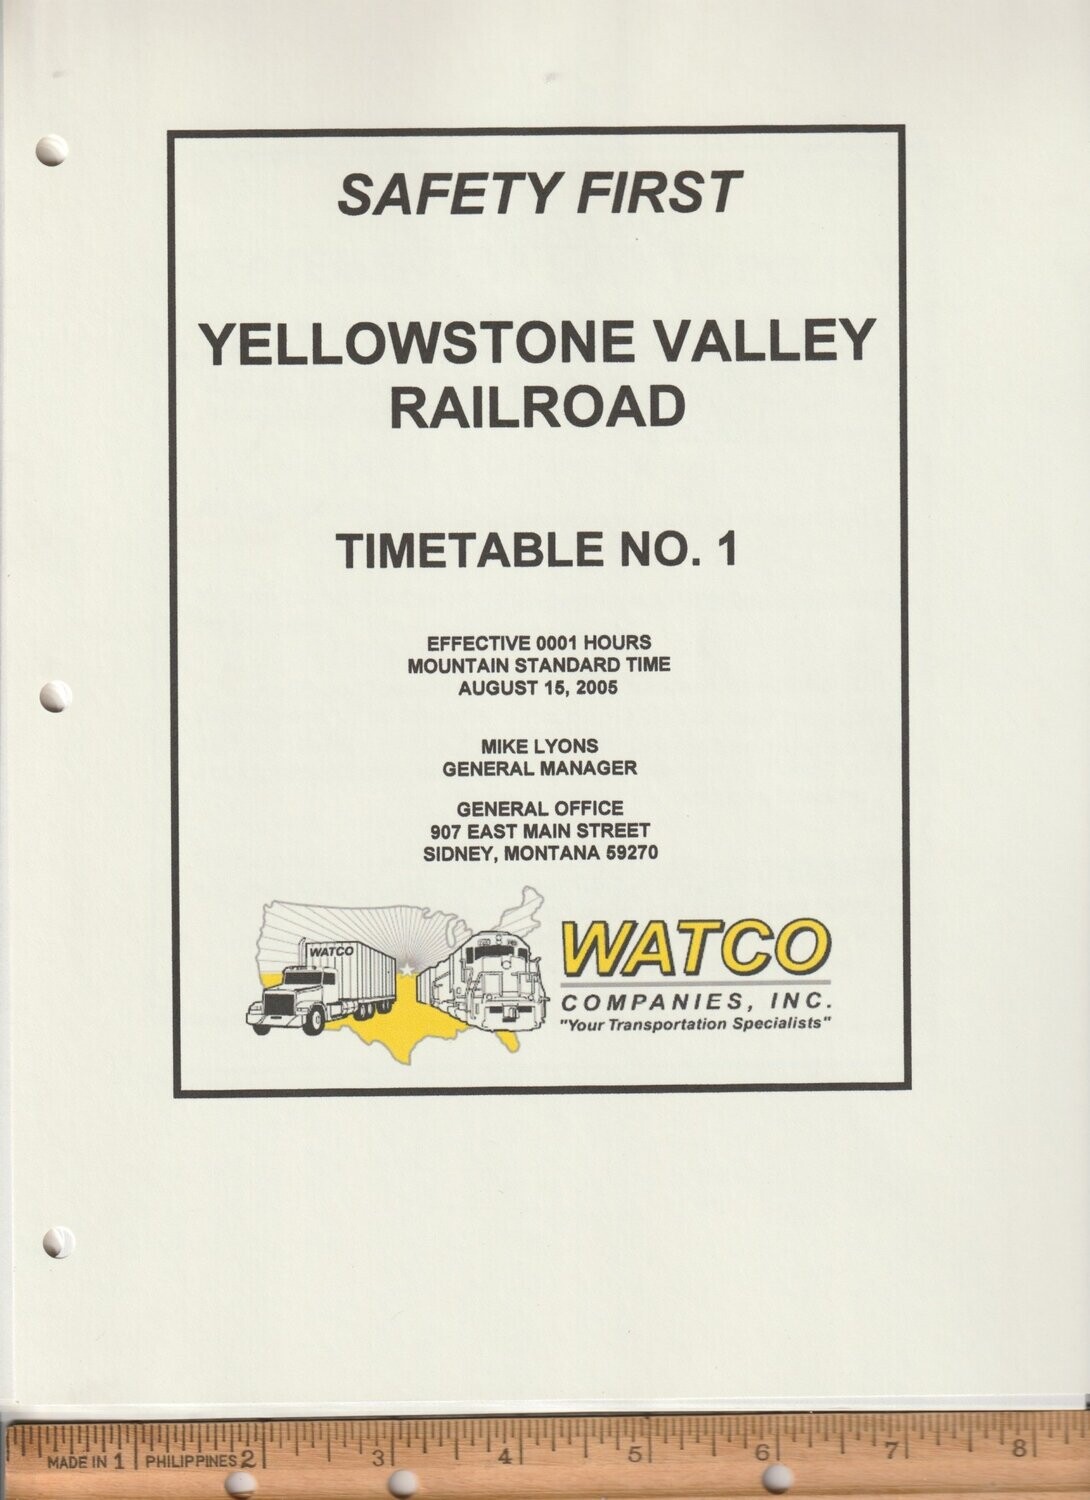 SAFETY FIRST
YELLOWSTONE VALLEY
RAILROAD
TIMETABLE NO. 1
EFFECTIVE 0001 HOURS
MOUNTAIN STANDARD TIME
AUGUST 15, 2005
MIKE LYONS
GENERAL MANAGER
GENERAL OFFICE
907 EAST MAIN STREET
SIDNEY, MONTANA 59270
WATCO
WATCO
COMPANIES, INC.
"Your Transportation Specialists"
MADE IN 1 PHILIPPINES 2 3 4 5 6 7 8